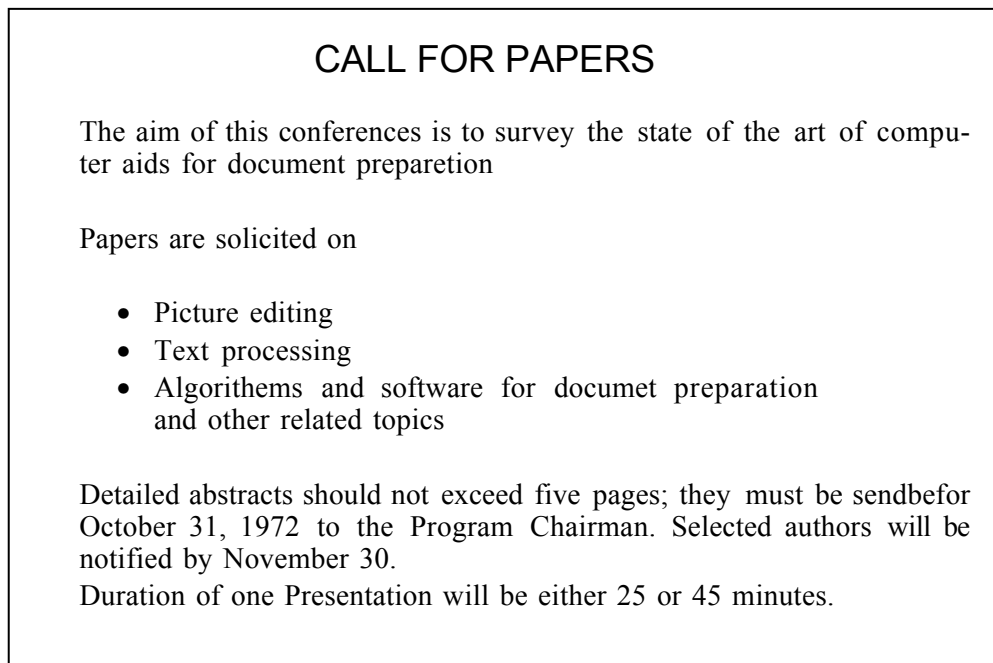 CALL FOR PAPERS
The aim of this conferences is to survey the state of the art of compu-
ter aids for document preparetion
Papers are solicited on
• Picture editing
• Text processing
• Algorithems and software for documet preparation
and other related topics
Detailed abstracts should not exceed five pages; they must be sendbefor
October 31, 1972 to the Program Chairman. Selected authors will be
notified by November 30.
Duration of one Presentation will be either 25 or 45 minutes.